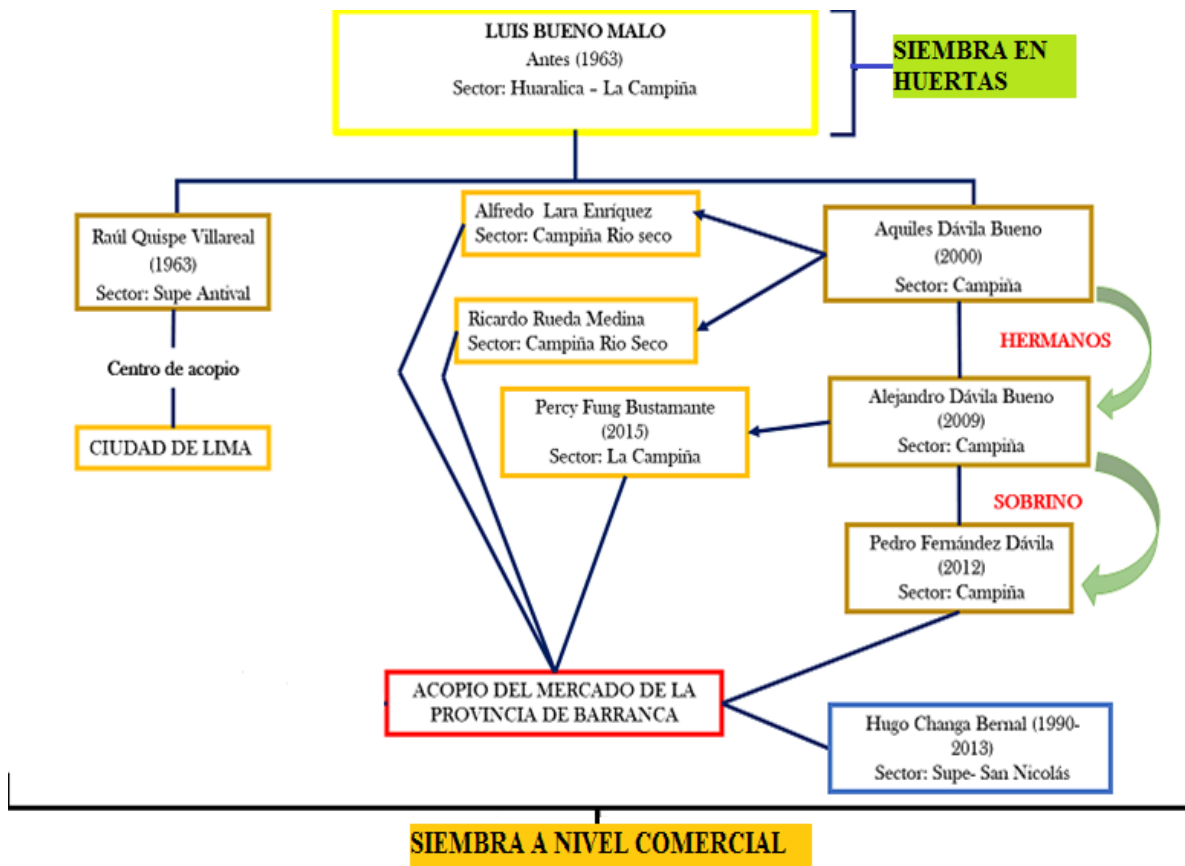 LUIS BUENO MALO
Antes (1963)
Sector: Huaralica – La Campiña
SIEMBRA EN
HUERTAS
Raúl Quispe Villareal
(1963)
Sector: Supe Antival
Centro de acopio
CIUDAD DE LIMA
Alfredo Lara Enríquez
Sector: Campiña Rio seco
Ricardo Rueda Medina
Sector: Campiña Rio Seco
Percy Fung Bustamante
(2015)
Sector: La Campiña
Aquiles Dávila Bueno
(2000)
Sector: Campiña
HERMANOS
Alejandro Dávila Bueno
(2009)
Sector: Campiña
SOBRINO
Pedro Fernández Dávila
(2012)
Sector: Campiña
ACOPIO DEL MERCADO DE LA
PROVINCIA DE BARRANCA
Hugo Changa Bernal (1990-
2013)
Sector: Supe- San Nicolás
SIEMBRA A NIVEL COMERCIAL